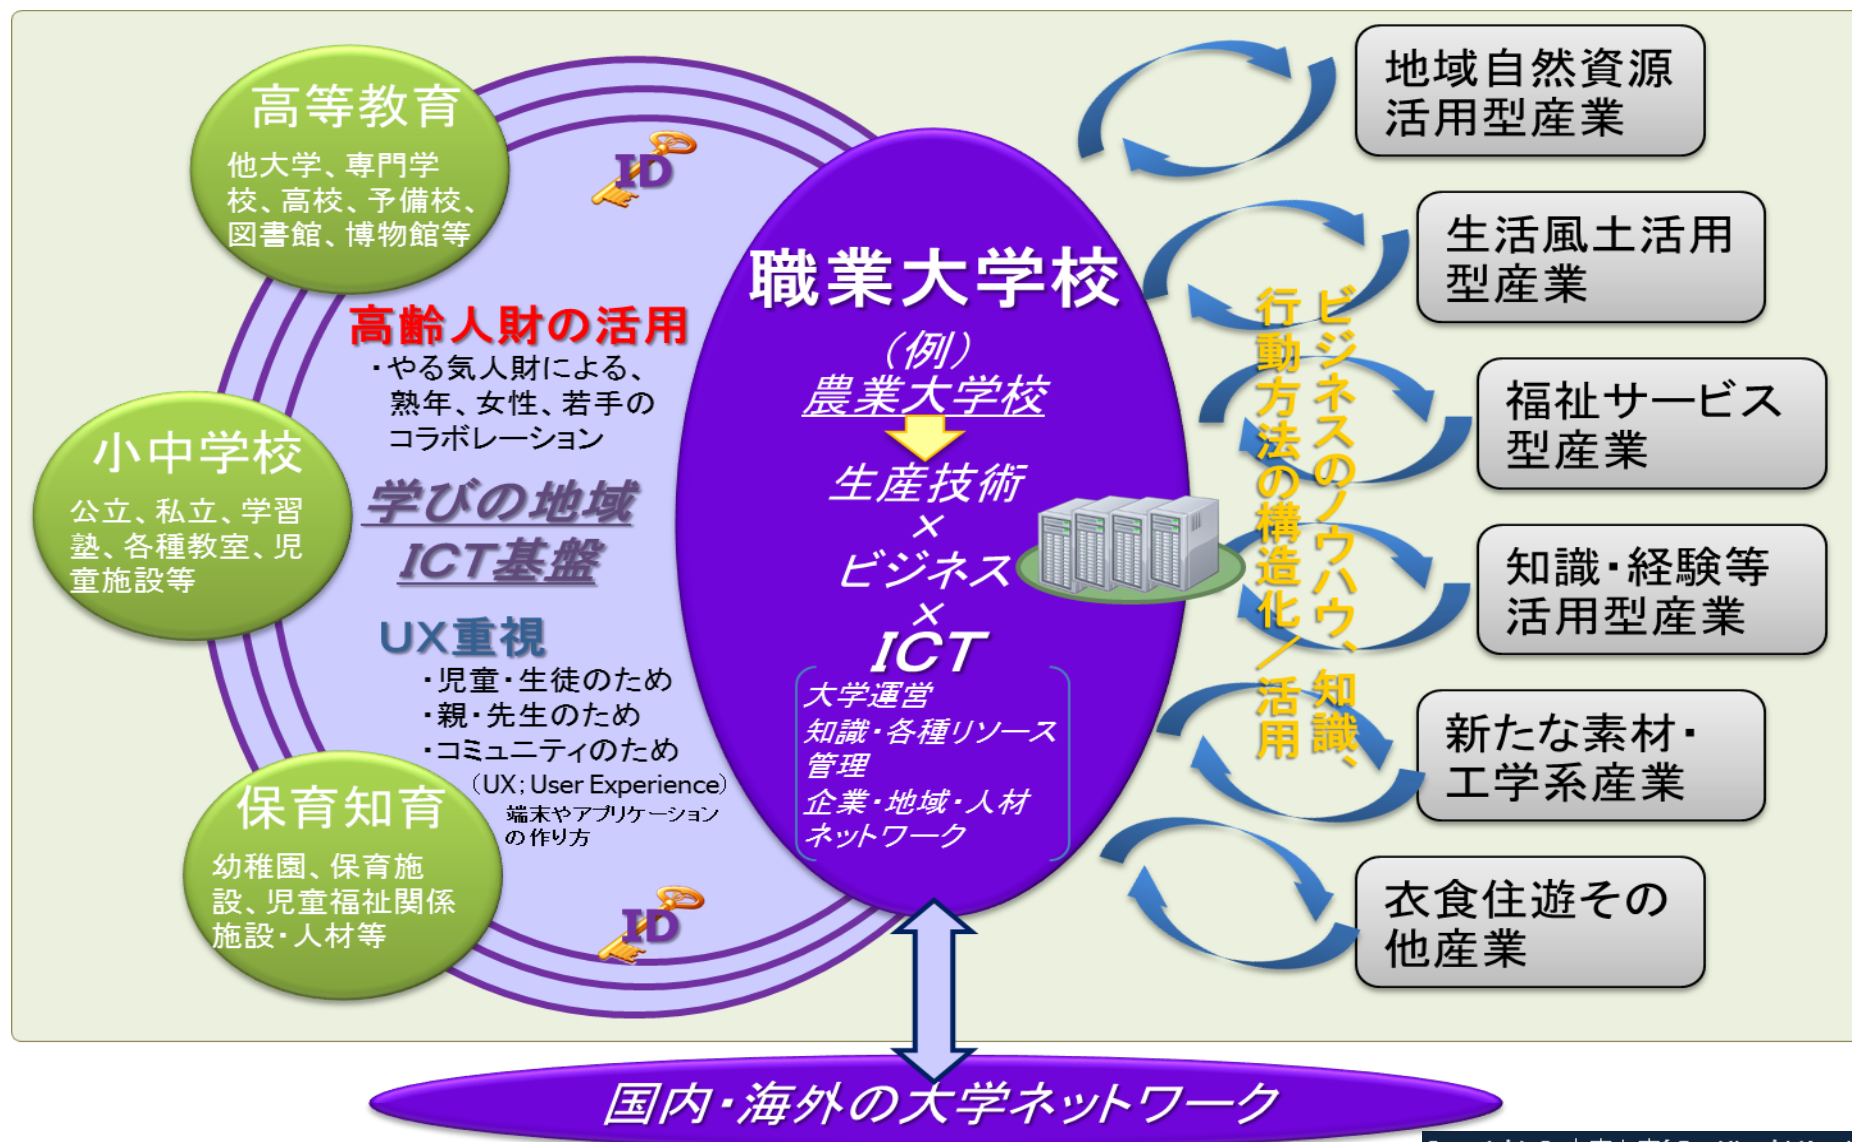 高等教育
他大学、専門学
校、高校、予備校、
図書館、博物館等
小中学校
公立、私立、学習
塾、各種教室、児
童施設等
保育知育
幼稚園、保育施
設、児童福祉関係
施設・人材等
ID
高齢人財の活用
・やる気人財による、
熟年、女性、若手の
コラボレーション
学びの地域
ICT基盤
UX重視
・児童・生徒のため
・親・先生のため
・コミュニティのため
（UX；User Experience）
端末やアプリケーション
の作り方
ID
職業大学校
（例）
農業大学校
生産技術
×
ビジネス
×
ICT
大学運営
知識・各種リソース
管理
企業・地域・人材
ネットワーク
ビジネスのノウハウ、知識、
行動方法の構造化／活用
地域自然資源
活用型産業
生活風土活用
型産業
福祉サービス
型産業
知識・経験等
活用型産業
新たな素材・
工学系産業
衣食住遊その
他産業
国内・海外の大学ネットワーク